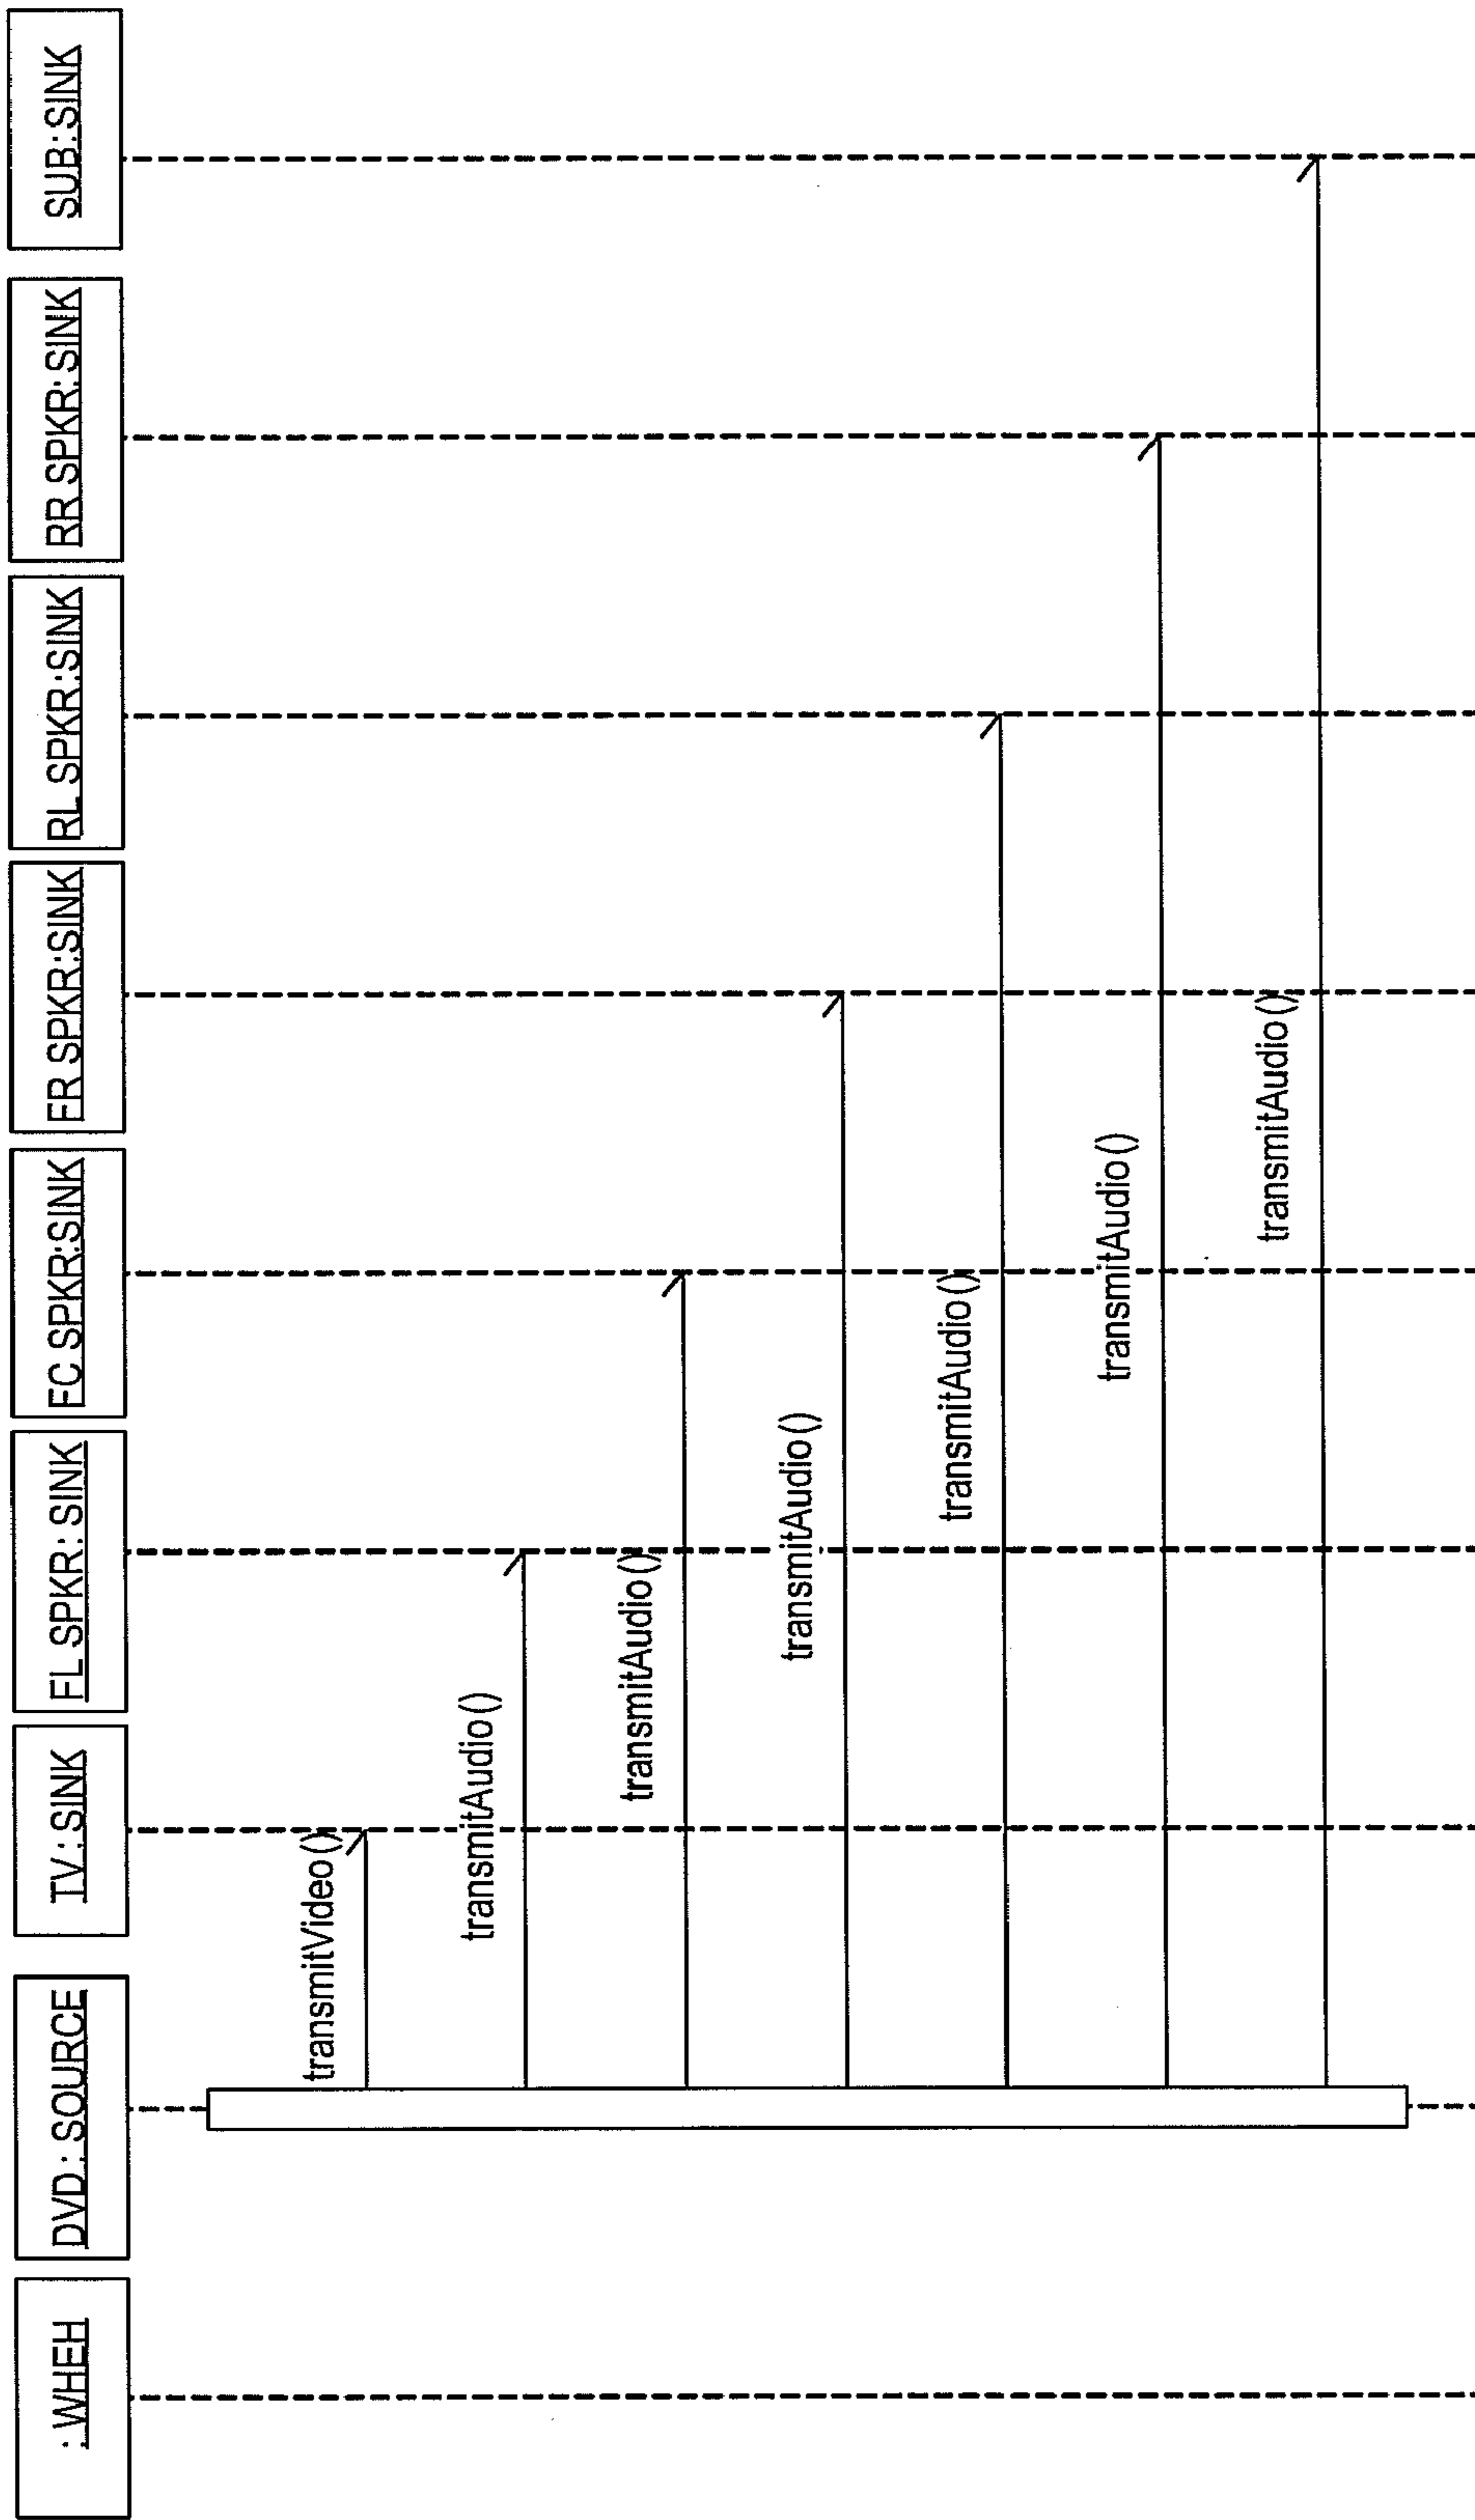 : WHEH
DVD : SOURCE
TV : SINK
FL SPKR : SINK
FC SPKR:SINK
FR SPKR:SINK
RL SPKR:SINK
RR SPKR: SINK
SUB: SINK
transmitVideo()
transmitAudio()
transmitAudio()
transmitAudio()
transmitAudio()
transmitAudio()
transmitAudio()